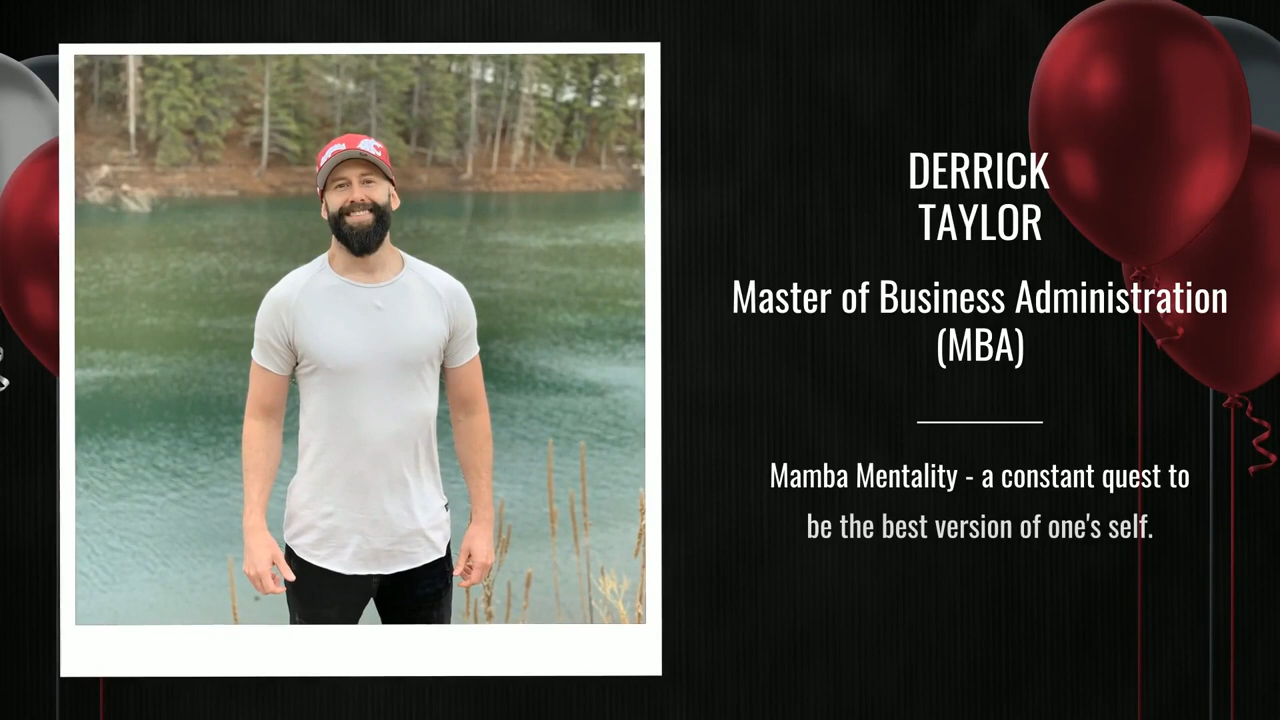 DERRICK
TAYLOR
Master of Business Administration
(MBA)
Mamba Mentality - a constant quest to
be the best version of one's self.